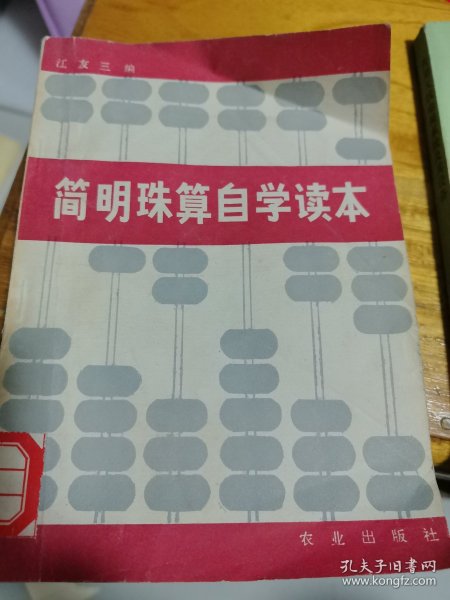 江友三 编
简明珠算自学读本
农业出版社
孔夫子旧书网
www.kongfz.com